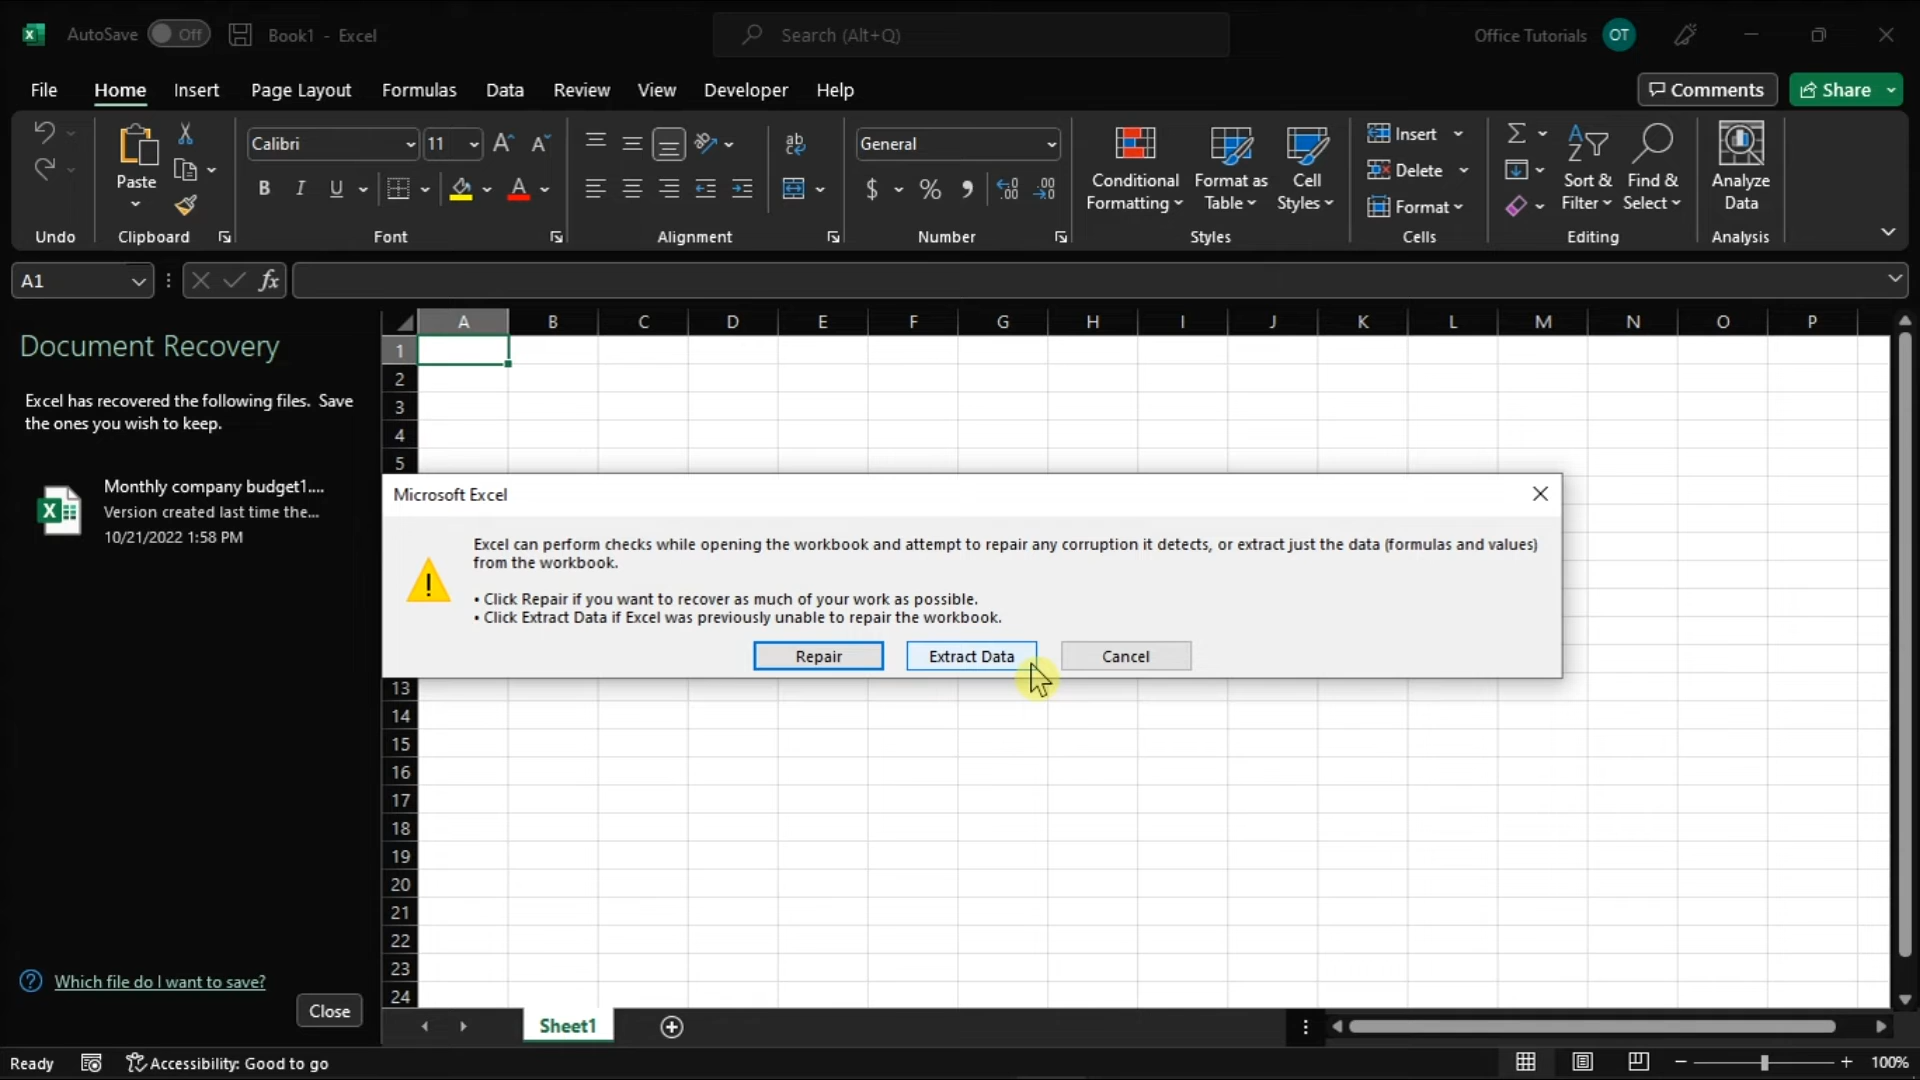 AutoSave Off Book1 - Excel Search (Alt+Q) Office Tutorials OT
File Home Insert Page Layout Formulas Data Review View Developer Help Comments Share
Calibri 11 ab General Insert Σ
Paste Conditional Format as Cell Delete Sort & Find & Analyze
B I U A $ % Formatting Table Styles Format Filter Select Data
Undo Clipboard Font Alignment Number Styles Cells Editing Analysis
A1 fx
A B C D E F G H I J K L M N O P
Document Recovery
Excel has recovered the following files. Save
the ones you wish to keep.
Monthly company budget1....
Version created last time the...
10/21/2022 1:58 PM
Which file do I want to save?
Close
1
2
3
4
5
Microsoft Excel
Excel can perform checks while opening the workbook and attempt to repair any corruption it detects, or extract just the data (formulas and values)
from the workbook.
• Click Repair if you want to recover as much of your work as possible.
• Click Extract Data if Excel was previously unable to repair the workbook.
Repair Extract Data Cancel
13
14
15
16
17
18
19
20
21
22
23
24
Sheet1
Ready Accessibility: Good to go 100%